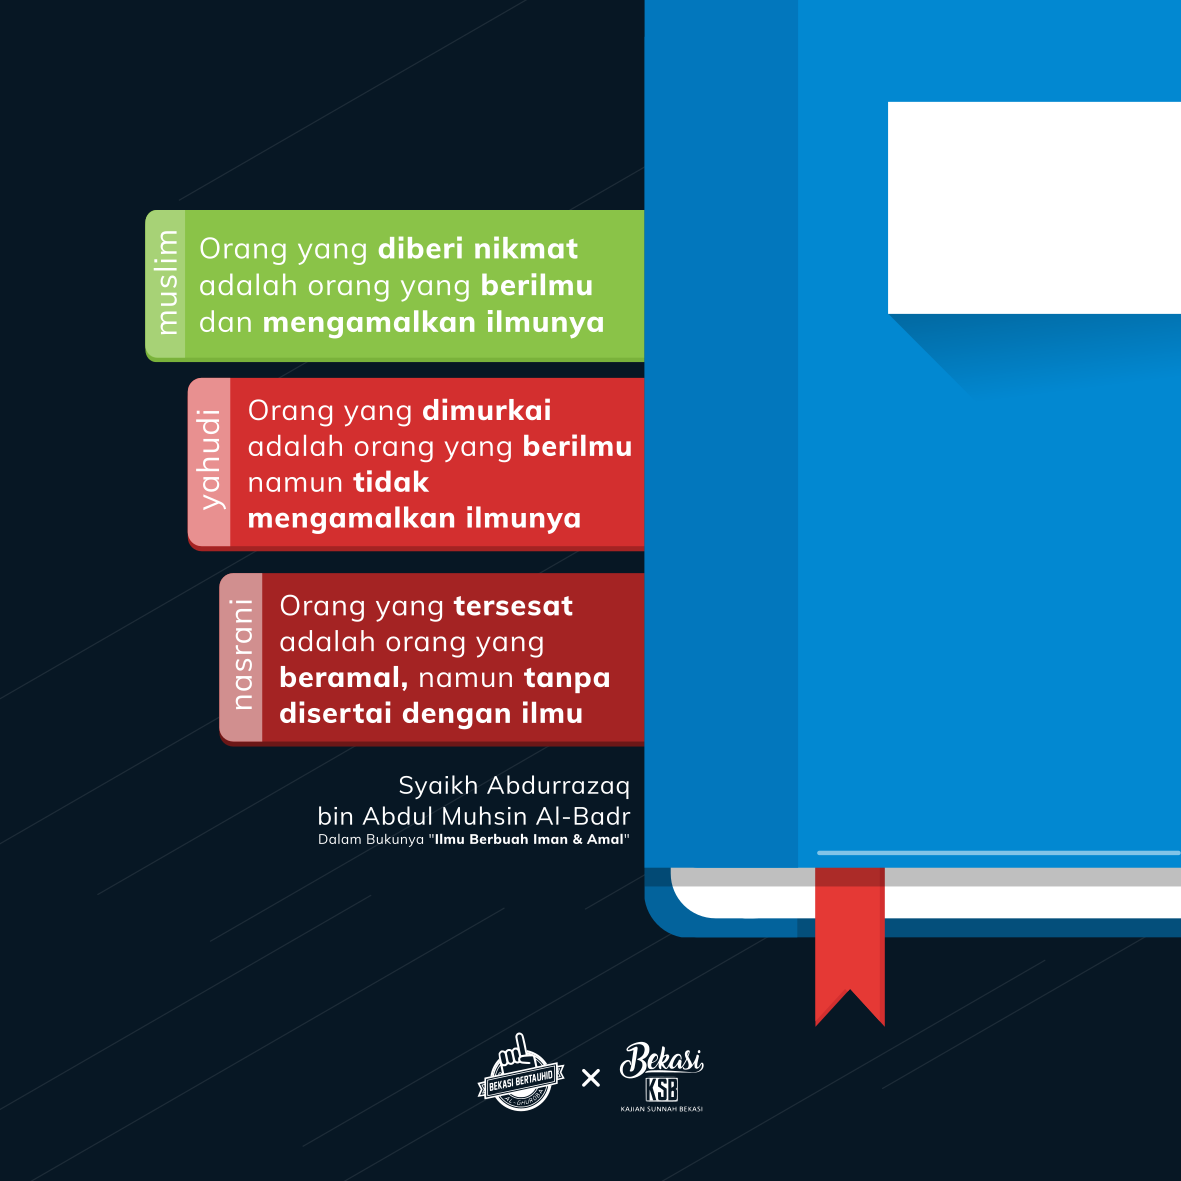 muslim
Orang yang diberi nikmat
adalah orang yang berilmu
dan mengamalkan ilmunya
yahudi
Orang yang dimurkai
adalah orang yang berilmu
namun tidak
mengamalkan ilmunya
nasrani
Orang yang tersesat
adalah orang yang
beramal, namun tanpa
disertai dengan ilmu
Syaikh Abdurrazaq
bin Abdul Muhsin Al-Badr
Dalam Bukunya "Ilmu Berbuah Iman & Amal"
BEKASI BERTAUHID
AL-GHUROBA
Bekasi
KSB
KAJIAN SUNNAH BEKASI